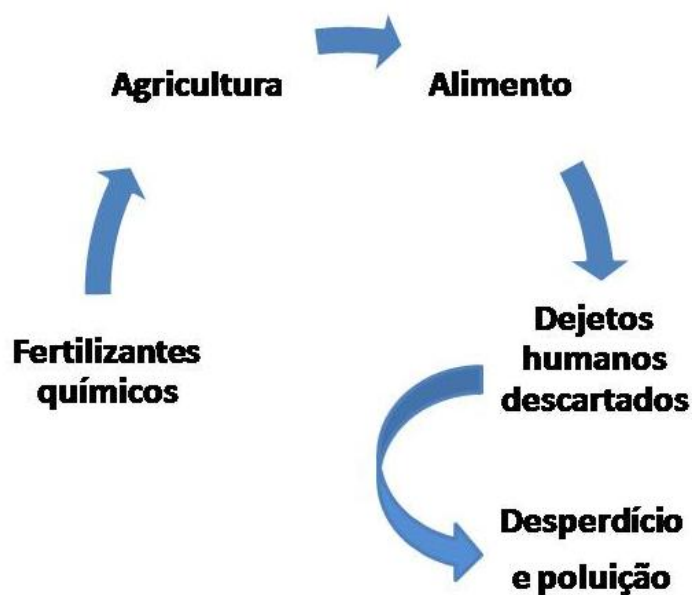 Agricultura
Alimento
Fertilizantes
químicos
Dejetos
humanos
descartados
Desperdício
e poluição